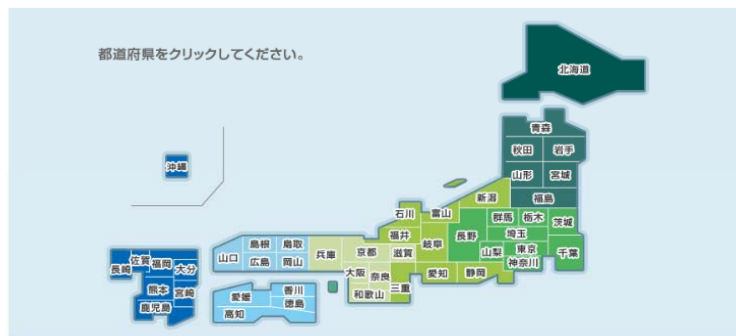 都道府県をクリックしてください。
北海道
青森
秋田
岩手
山形
宮城
福島
沖縄
新潟
石川
富山
福井
岐阜
長野
群馬
栃木
茨城
埼玉
山梨
東京
千葉
神奈川
島根
鳥取
兵庫
京都
滋賀
山口
広島
岡山
大阪
奈良
和歌山
三重
愛知
静岡
佐賀
長崎
福岡
大分
熊本
宮崎
鹿児島
愛媛
香川
徳島
高知